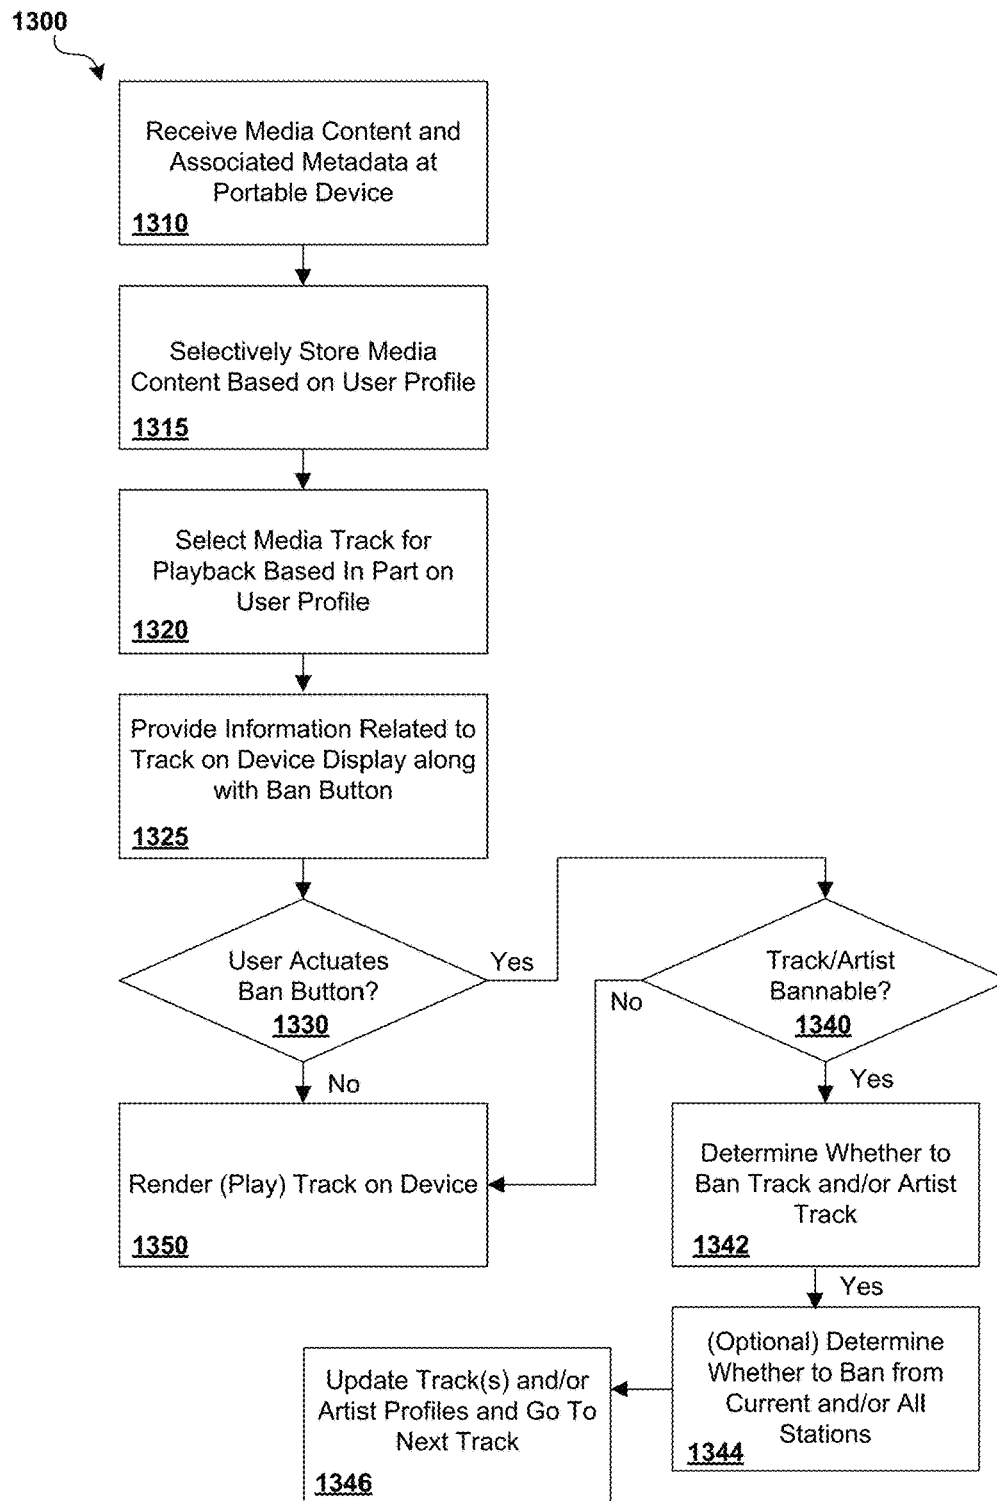 1300
Receive Media Content and
Associated Metadata at
Portable Device
1310
Selectively Store Media
Content Based on User Profile
1315
Select Media Track for
Playback Based In Part on
User Profile
1320
Provide Information Related to
Track on Device Display along
with Ban Button
1325
User Actuates
Ban Button?
1330
Yes
No
Track/Artist
Bannable?
1340
No
Yes
Render (Play) Track on Device
1350
Determine Whether to
Ban Track and/or Artist
Track
1342
Yes
(Optional) Determine
Whether to Ban from
Current and/or All
Stations
1344
Update Track(s) and/or
Artist Profiles and Go To
Next Track
1346